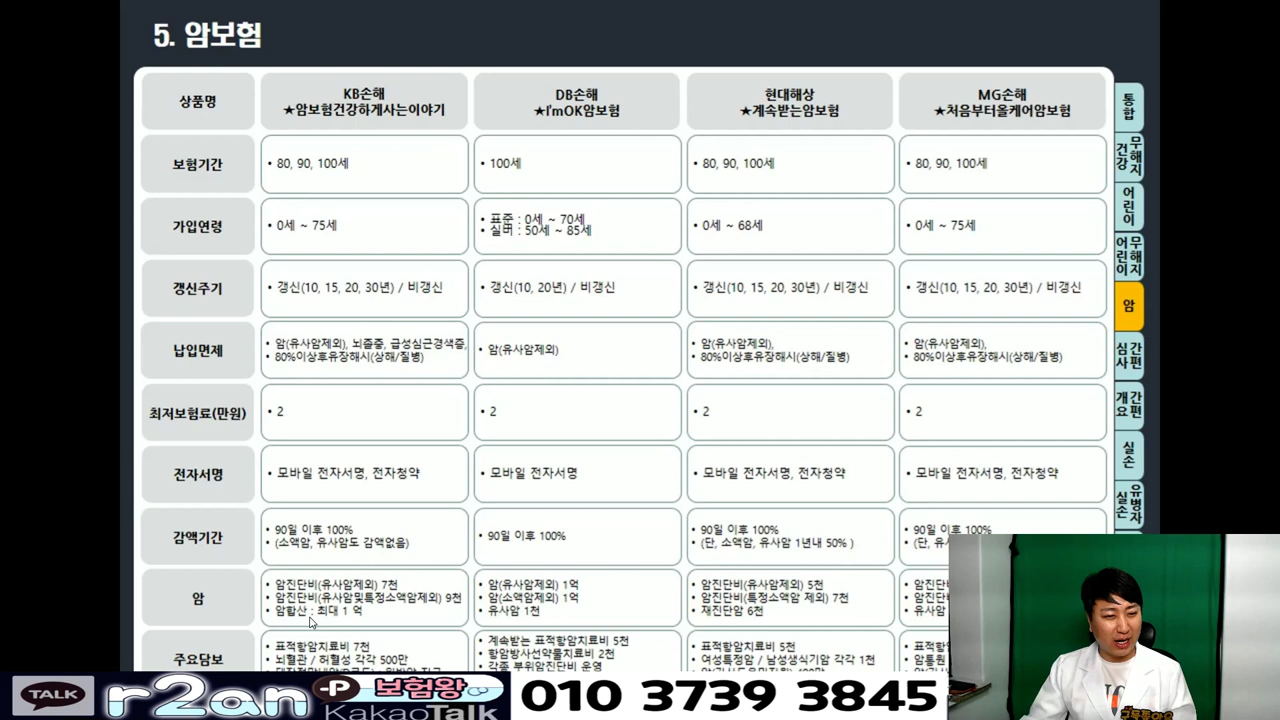 5. 암보험
상품명
KB손해
★암보험건강하게사는이야기
DB손해
★I'mOK암보험
현대해상
★계속받는암보험
MG손해
★처음부터올케어암보험
보험기간
• 80, 90, 100세
• 100세
• 80, 90, 100세
• 80, 90, 100세
가입연령
• 0세 ~ 75세
• 표준 : 0세 ~ 70세
• 실버 : 50세 ~ 85세
• 0세 ~ 68세
• 0세 ~ 75세
갱신주기
• 갱신(10, 15, 20, 30년) / 비갱신
• 갱신(10, 20년) / 비갱신
• 갱신(10, 15, 20, 30년) / 비갱신
• 갱신(10, 15, 20, 30년) / 비갱신
납입면제
• 암(유사암제외), 뇌졸중, 급성심근경색증,
• 80%이상후유장해시(상해/질병)
• 암(유사암제외)
• 암(유사암제외),
• 80%이상후유장해시(상해/질병)
• 암(유사암제외),
• 80%이상후유장해시(상해/질병)
최저보험료(만원)
• 2
• 2
• 2
• 2
전자서명
• 모바일 전자서명, 전자청약
• 모바일 전자서명
• 모바일 전자서명, 전자청약
• 모바일 전자서명, 전자청약
감액기간
• 90일 이후 100%
• (소액암, 유사암도 감액없음)
• 90일 이후 100%
• 90일 이후 100%
• (단, 소액암, 유사암 1년내 50% )
• 90일 이후 100%
• (단, 유
암
• 암진단비(유사암제외) 7천
• 암진단비(유사암및특정소액암제외) 9천
• 암합산 : 최대 1 억
• 암(유사암제외) 1억
• 암(소액암제외) 1억
• 유사암 1천
• 암진단비(유사암제외) 5천
• 암진단비(특정소액암 제외) 7천
• 재진단암 6천
• 암진단
• 암진단
• 유사암
주요담보
• 표적항암치료비 7천
• 뇌혈관 / 허혈성 각각 500만
• 계속받는 표적항암치료비 5천
• 항암방사선약물치료비 2천
• 각종 부위암진단비 운영
• 표적항암치료비 5천
• 여성특정암 / 남성생식기암 각각 1천
• 표적항
• 암통원
통합
무해지
건강
어린이
무해지
어린이
암
간편
심사
간편
개요
실손
유병자
실손
TALK
r2an
P 보험왕
KakaoTalk
010 3739 3845